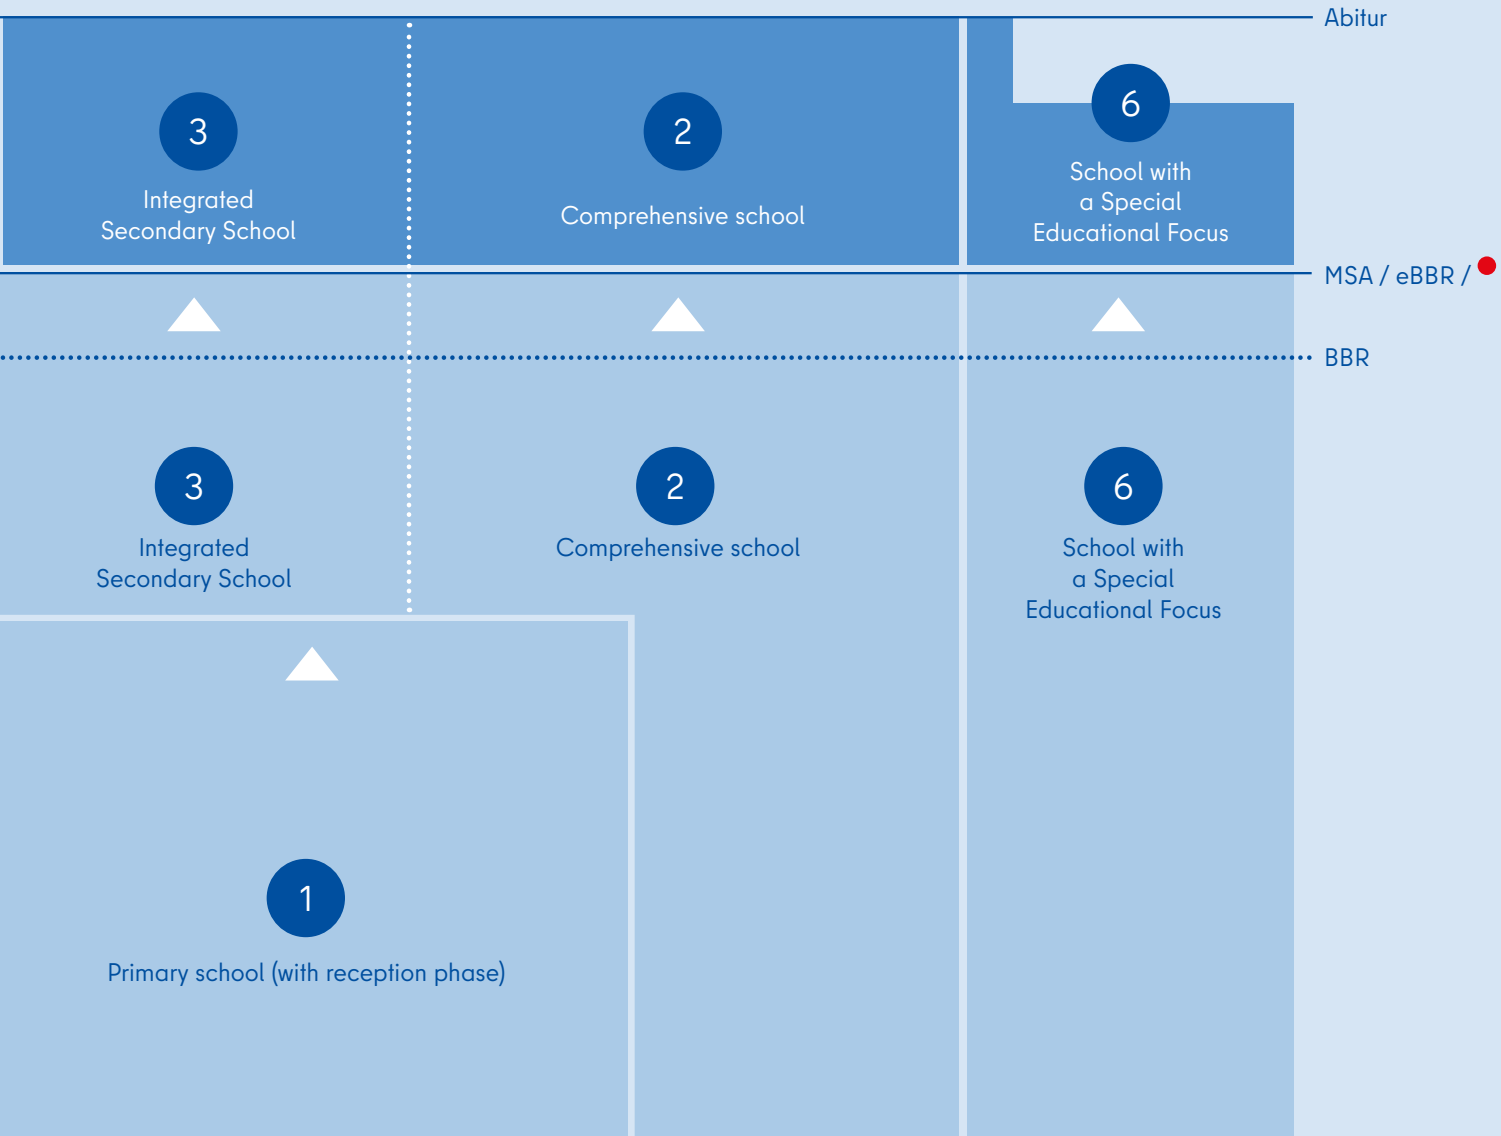 Abitur
3
Integrated
Secondary School
2
Comprehensive school
6
School with
a Special
Educational Focus
MSA / eBBR /
BBR
3
Integrated
Secondary School
2
Comprehensive school
6
School with
a Special
Educational Focus
1
Primary school (with reception phase)